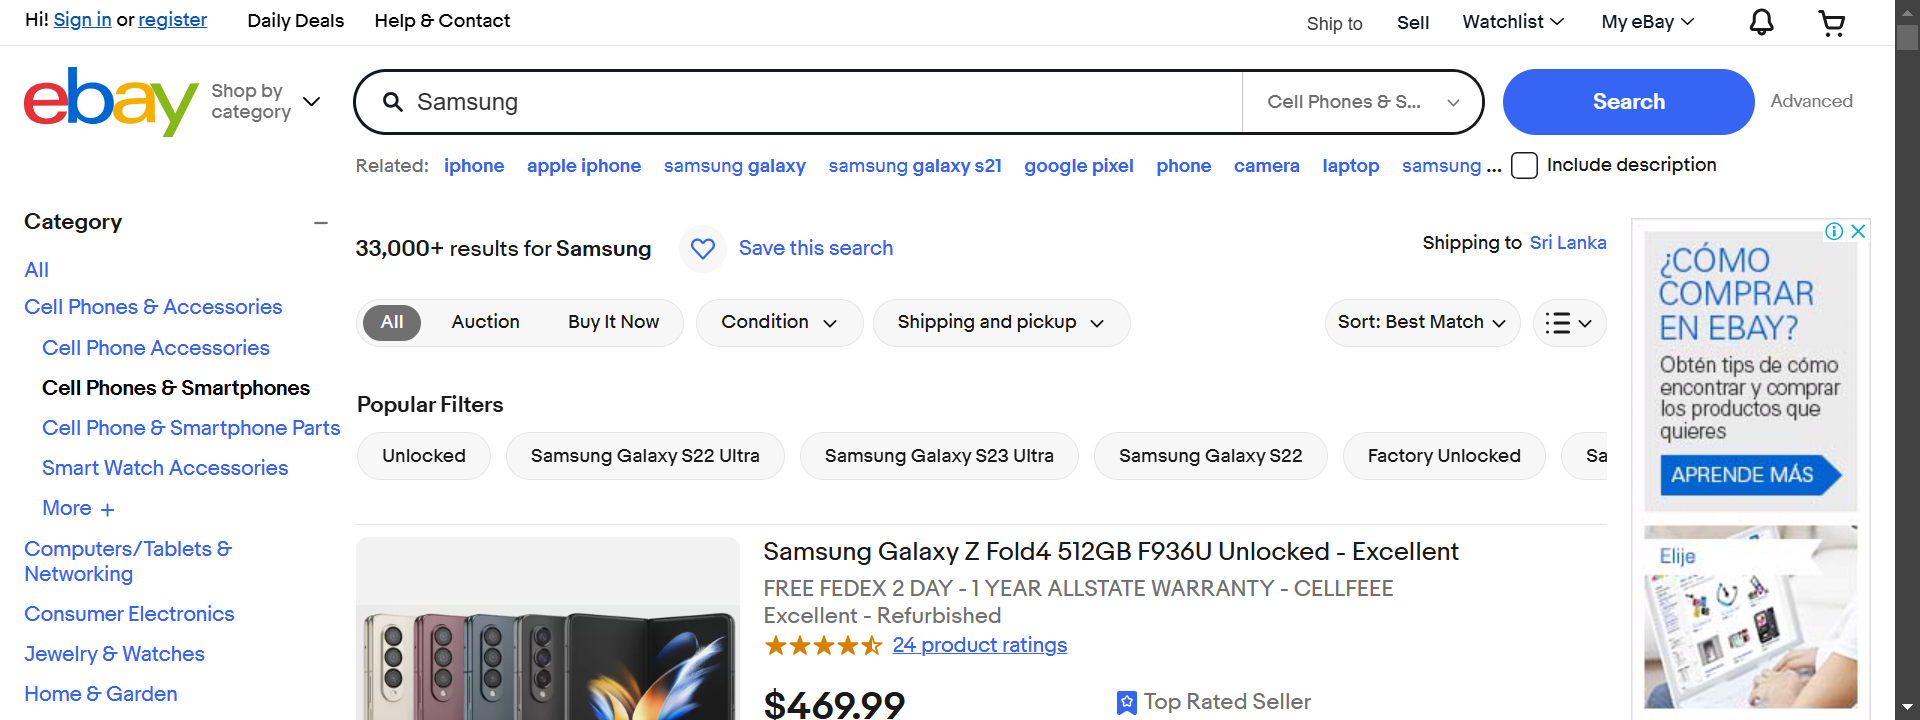 Hi! Sign in or register
Daily Deals
Help & Contact
Ship to
Sell
Watchlist
My eBay
ebay
Shop by
category
Samsung
Cell Phones & S...
Search
Advanced
Related: iphone apple iphone samsung galaxy samsung galaxy s21 google pixel phone camera laptop samsung ...
Include description
Category
All
Cell Phones & Accessories
Cell Phone Accessories
Cell Phones & Smartphones
Cell Phone & Smartphone Parts
Smart Watch Accessories
More +
Computers/Tablets &
Networking
Consumer Electronics
Jewelry & Watches
Home & Garden
33,000+ results for Samsung
Save this search
Shipping to Sri Lanka
All
Auction
Buy It Now
Condition
Shipping and pickup
Sort: Best Match
Popular Filters
Unlocked
Samsung Galaxy S22 Ultra
Samsung Galaxy S23 Ultra
Samsung Galaxy S22
Factory Unlocked
Sa
Samsung Galaxy Z Fold4 512GB F936U Unlocked - Excellent
FREE FEDEX 2 DAY - 1 YEAR ALLSTATE WARRANTY - CELLFEEE
Excellent - Refurbished
24 product ratings
$469.99
Top Rated Seller
¿CÓMO
COMPRAR
EN EBAY?
Obtén tips de cómo
encontrar y comprar
los productos que
quieres
APRENDE MÁS
Elije